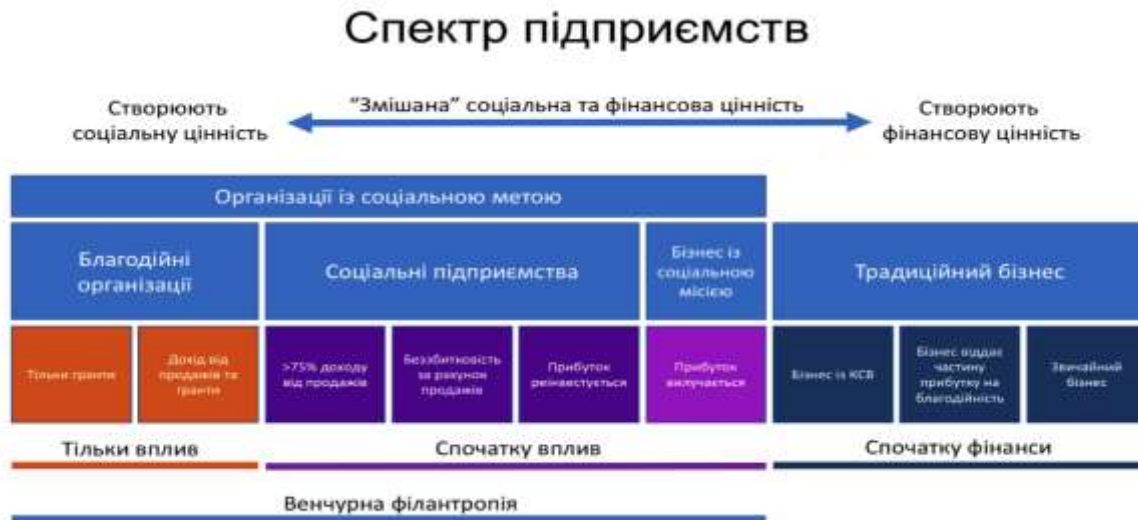 Спектр підприємств
Створюють
соціальну цінність
“Змішана” соціальна та фінансова цінність
Створюють
фінансову цінність
Організації із соціальною метою
Благодійні
організації
Соціальні підприємства
Бізнес із
соціальною
місією
Традиційний бізнес
Тільки гранти
Дохід від
продажів та
гранти
>75% доходу
від продажів
Беззбитковість
за рахунок
продажів
Прибуток
реінвестується
Прибуток
вилучається
Бізнес із КСВ
Бізнес віддає
частину
прибутку на
благодійність
Звичайний
бізнес
Тільки вплив
Спочатку вплив
Спочатку фінанси
Венчурна філантропія